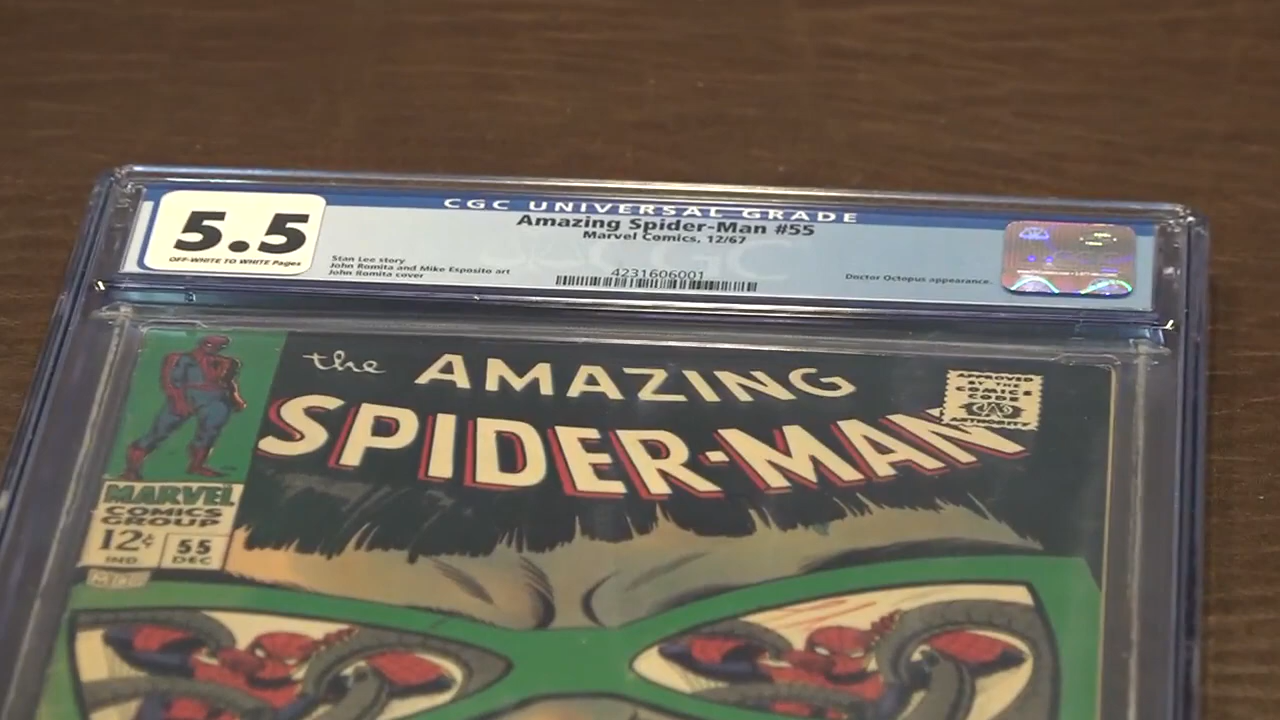 CGC UNIVERSAL GRADE
5.5
OFF-WHITE TO WHITE Pages
Amazing Spider-Man #55
Marvel Comics, 12/67
Stan Lee story
John Romita and Mike Esposito art
John Romita cover
4231606001
Doctor Octopus appearance.
CGC
the AMAZING
SPIDER-MAN
APPROVED
BY THE
COMICS
CODE
CA
AUTHORITY
MARVEL
COMICS
GROUP
12¢
IND
55
DEC